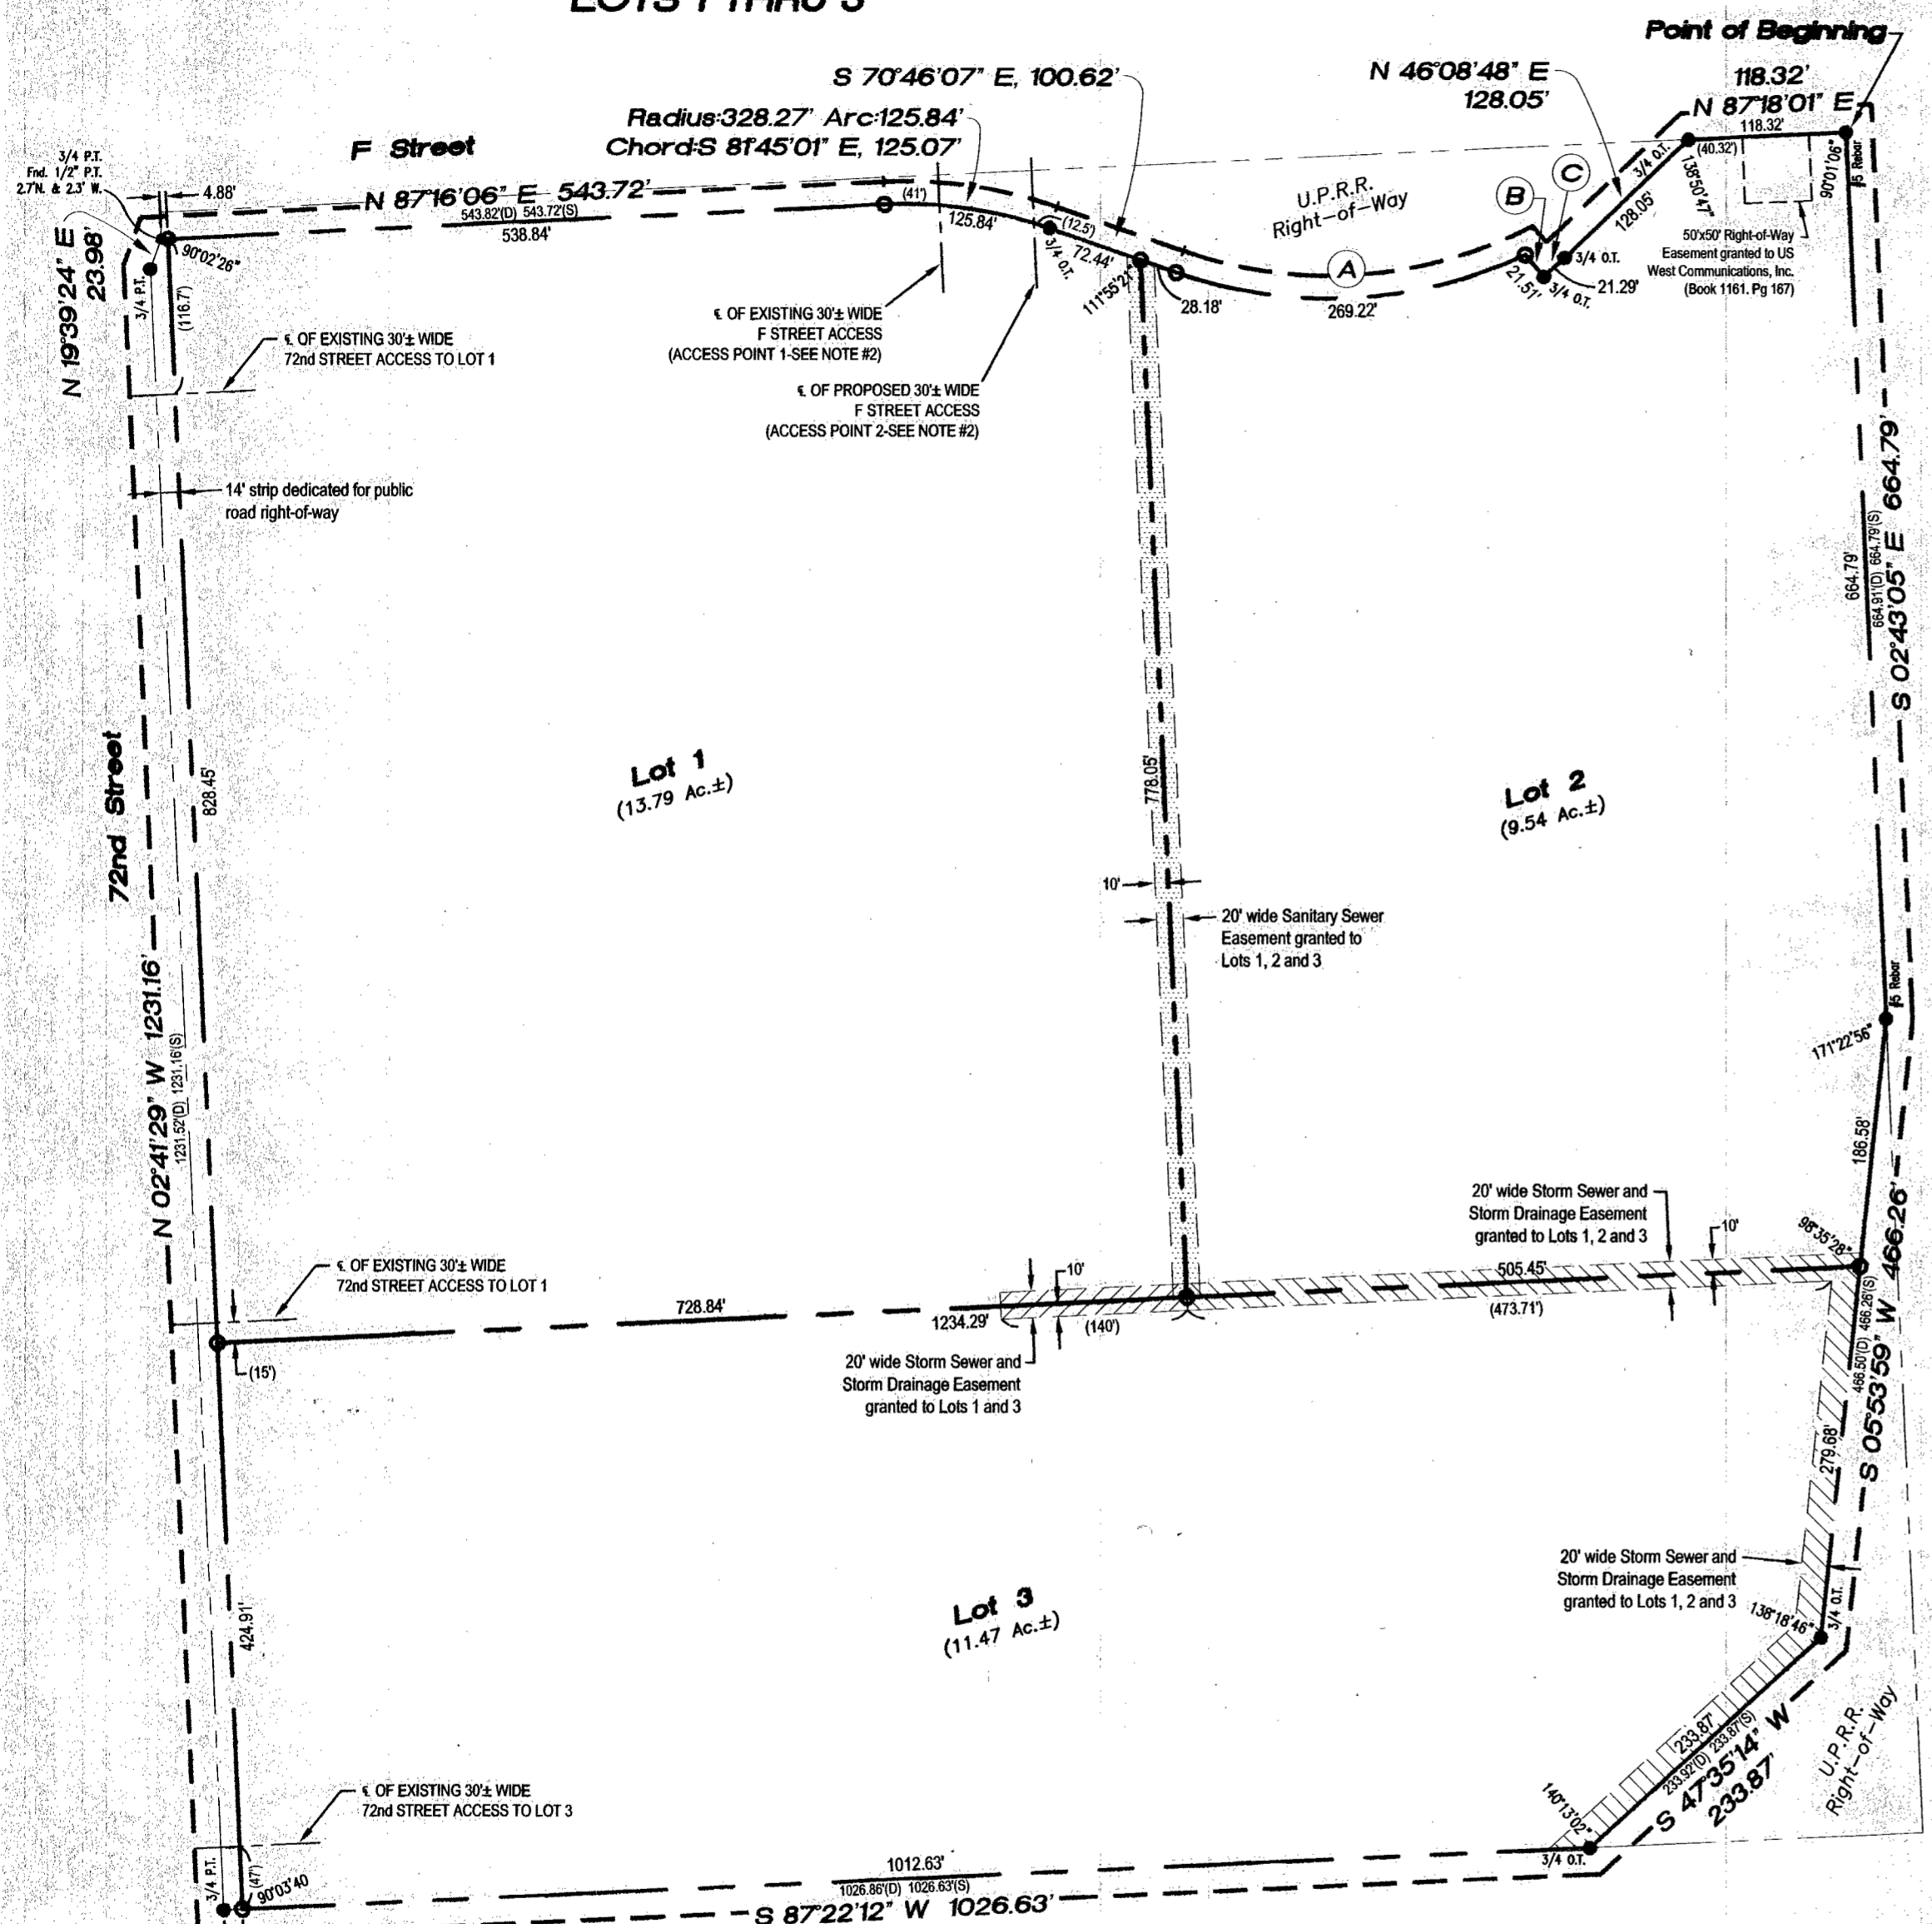 LOTS 1 THRU 3
Point of Beginning
S 70°46'07" E, 100.62'
N 46°08'48" E
128.05'
118.32'
N 87°18'01" E
118.32'
(40.32')
Radius:328.27' Arc:125.84'
Chord:S 81°45'01" E, 125.07'
F Street
3/4 P.T.
Fnd. 1/2" P.T.
2.7'N. & 2.3' W.
4.88'
N 87°16'06" E 543.72'
543.82'(D) 543.72'(S)
538.84'
(41')
125.84'
(12.5')
3/4 O.T.
72.44'
111°55'21"
28.18'
U.P.R.R.
Right-of-Way
A
269.22'
B
C
21.51'
3/4 O.T.
21.29'
3/4 O.T.
3/4 O.T.
128.05'
138°50'47"
90°01'06"
#5 Rebar
50'x50' Right-of-Way
Easement granted to US
West Communications, Inc.
(Book 1161. Pg 167)
N 19°39'24" E
23.98'
90°02'26"
3/4 P.T.
(116.7')
℄ OF EXISTING 30'± WIDE
72nd STREET ACCESS TO LOT 1
℄ OF EXISTING 30'± WIDE
F STREET ACCESS
(ACCESS POINT 1-SEE NOTE #2)
℄ OF PROPOSED 30'± WIDE
F STREET ACCESS
(ACCESS POINT 2-SEE NOTE #2)
14' strip dedicated for public
road right-of-way
664.79'
664.91'(D) 664.79'(S)
S 02°43'05" E 664.79'
72nd Street
828.45'
Lot 1
(13.79 Ac.±)
778.05'
Lot 2
(9.54 Ac.±)
10'
20' wide Sanitary Sewer
Easement granted to
Lots 1, 2 and 3
N 02°41'29" W 1231.16'
1231.52'(D) 1231.16'(S)
#5 Rebar
171°22'56"
186.58'
20' wide Storm Sewer and
Storm Drainage Easement
granted to Lots 1, 2 and 3
10'
98°35'28"
℄ OF EXISTING 30'± WIDE
72nd STREET ACCESS TO LOT 1
(15')
728.84'
1234.29'
10'
(140')
505.45'
(473.71')
20' wide Storm Sewer and
Storm Drainage Easement
granted to Lots 1 and 3
466.50'(D) 466.26'(S)
S 05°53'59" W 466.26'
279.68'
424.91'
Lot 3
(11.47 Ac.±)
20' wide Storm Sewer and
Storm Drainage Easement
granted to Lots 1, 2 and 3
138°18'46"
3/4 O.T.
233.87'
233.92'(D) 233.87'(S)
S 47°35'14" W
233.87'
U.P.R.R.
Right-of-Way
℄ OF EXISTING 30'± WIDE
72nd STREET ACCESS TO LOT 3
140°13'02"
3/4 O.T.
3/4 P.T.
(47')
90°03'40
1012.63'
1026.86'(D) 1026.63'(S)
S 87°22'12" W 1026.63'